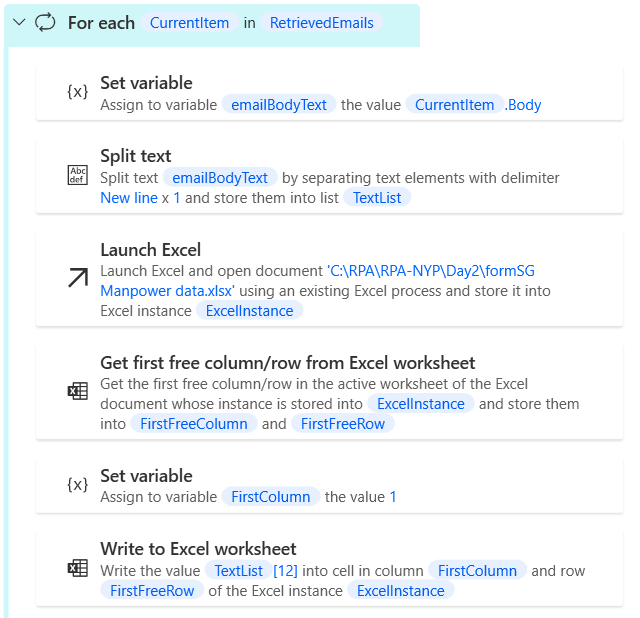 For each CurrentItem in RetrievedEmails
{x} Set variable
Assign to variable emailBodyText the value CurrentItem .Body
Abc
def
Split text
Split text emailBodyText by separating text elements with delimiter
New line x 1 and store them into list TextList
Launch Excel
Launch Excel and open document 'C:\RPA\RPA-NYP\Day2\formSG
Manpower data.xlsx' using an existing Excel process and store it into
Excel instance ExcelInstance
Get first free column/row from Excel worksheet
Get the first free column/row in the active worksheet of the Excel
document whose instance is stored into ExcelInstance and store them
into FirstFreeColumn and FirstFreeRow
{x} Set variable
Assign to variable FirstColumn the value 1
Write to Excel worksheet
Write the value TextList [12] into cell in column FirstColumn and row
FirstFreeRow of the Excel instance ExcelInstance